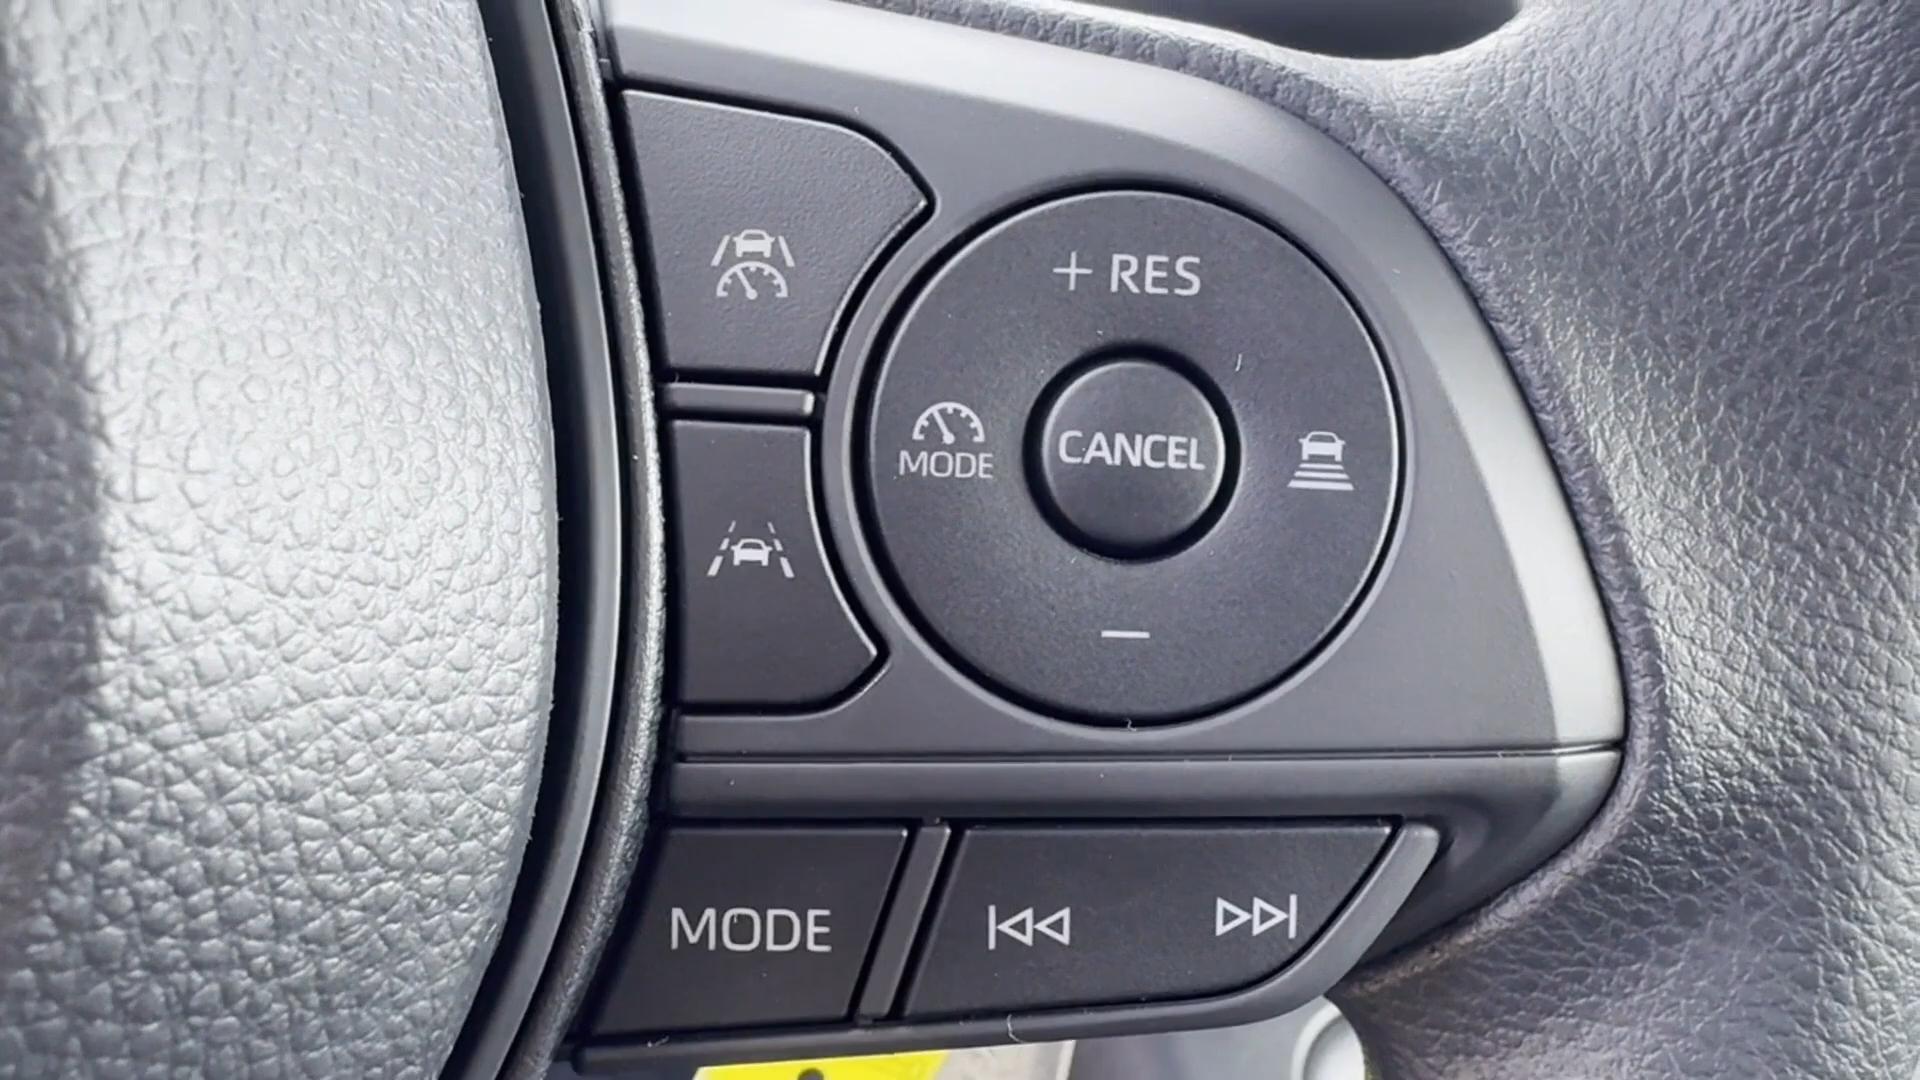 + RES
MODE
CANCEL
—
MODE